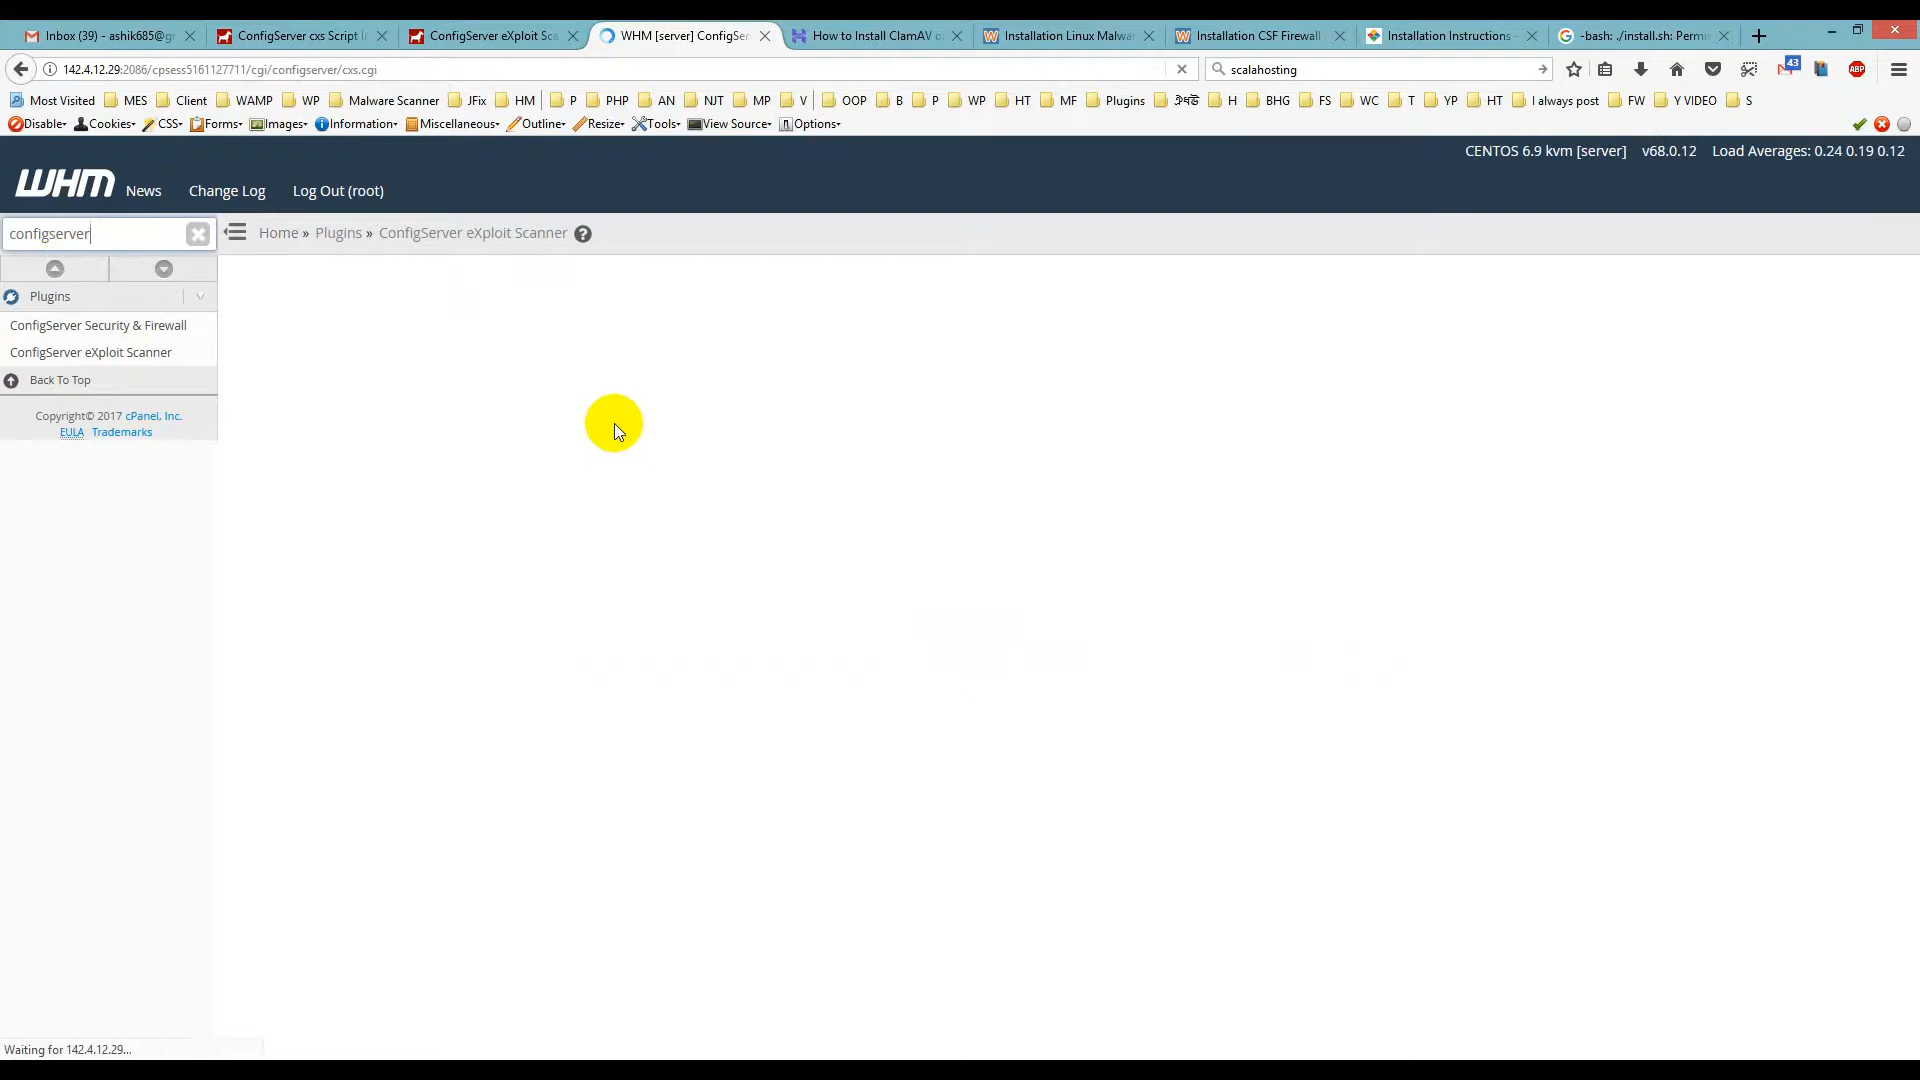 Inbox (39) - ashik685@g
ConfigServer cxs Script I
ConfigServer eXploit Sca
WHM [server] ConfigSer
How to Install ClamAV o
Installation Linux Malwa
Installation CSF Firewall
Installation Instructions -
-bash: ./install.sh: Permis
142.4.12.29:2086/cpsess5161127711/cgi/configserver/cxs.cgi
scalahosting
43
ABP
Most Visited MES Client WAMP WP Malware Scanner JFix HM P PHP AN NJT MP V OOP B P WP HT MF Plugins H BHG FS WC T YP HT I always post FW Y VIDEO S
Disable Cookies CSS Forms Images Information Miscellaneous Outline Resize Tools View Source Options
CENTOS 6.9 kvm [server] v68.0.12 Load Averages: 0.24 0.19 0.12
WHM News Change Log Log Out (root)
configserver
Home » Plugins » ConfigServer eXploit Scanner
Plugins
ConfigServer Security & Firewall
ConfigServer eXploit Scanner
Back To Top
Copyright© 2017 cPanel, Inc.
EULA Trademarks
Waiting for 142.4.12.29...